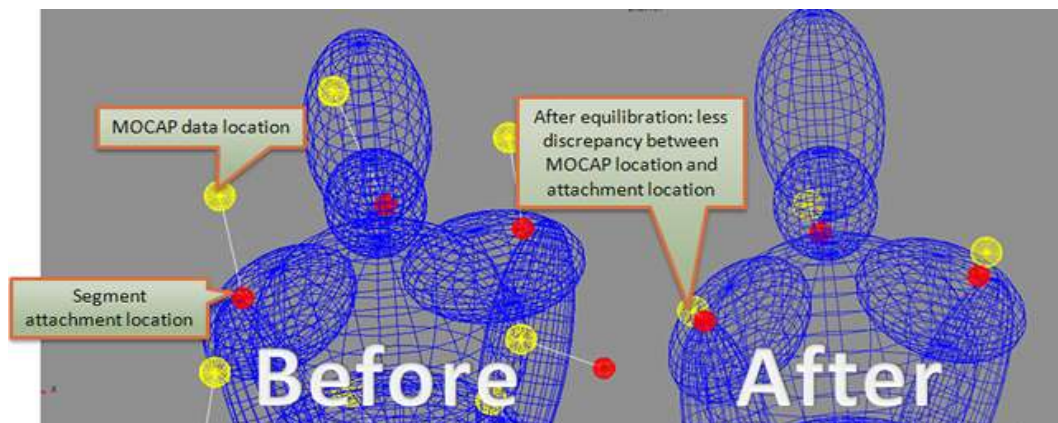 MOCAP data location
Segment
attachment location
After equilibration: less
discrepancy between
MOCAP location and
attachment location
Before
After